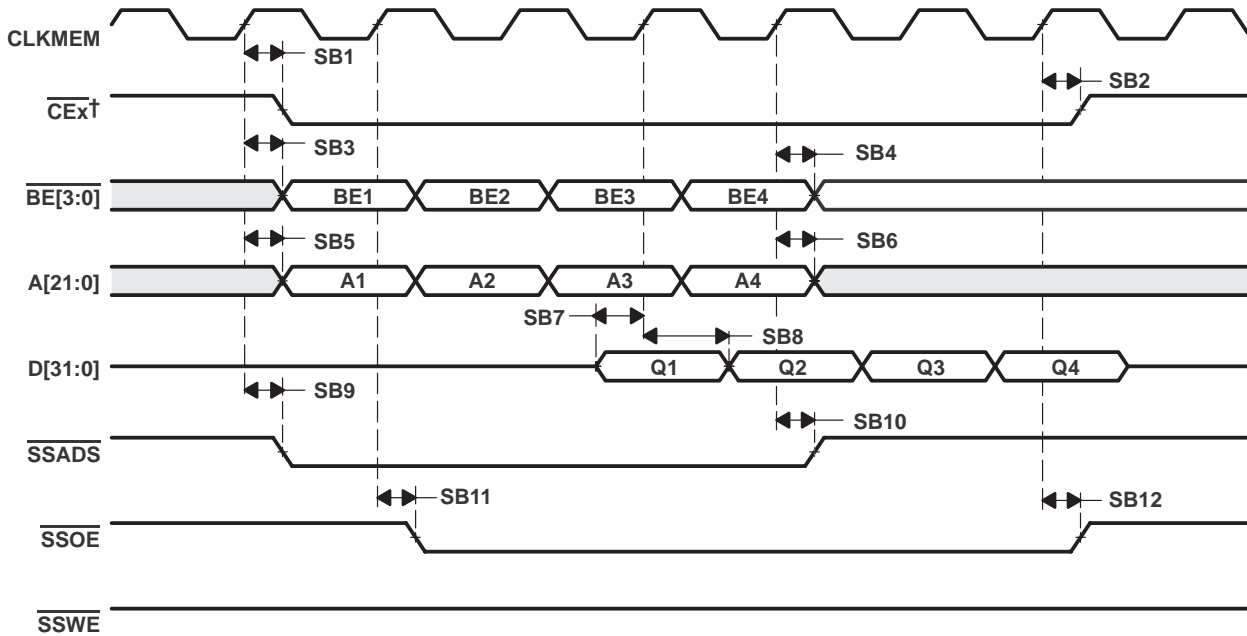 CLKMEM
SB1
SB2
CEx†
SB3
SB4
BE[3:0]
BE1 BE2 BE3 BE4
SB5
SB6
A[21:0]
A1 A2 A3 A4
SB7
SB8
D[31:0]
Q1 Q2 Q3 Q4
SB9
SB10
SSADS
SB11
SB12
SSOE
SSWE